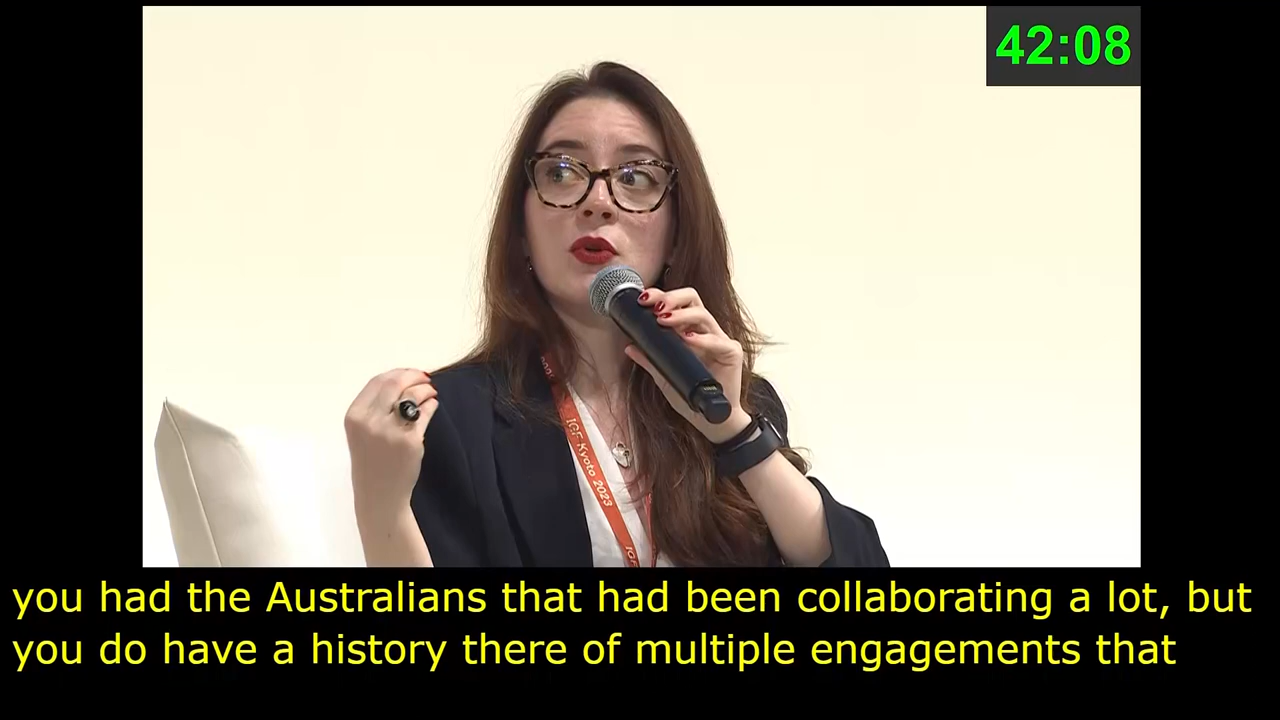 42:08
IGF Kyoto 2023
IGF
you had the Australians that had been collaborating a lot, but
you do have a history there of multiple engagements that